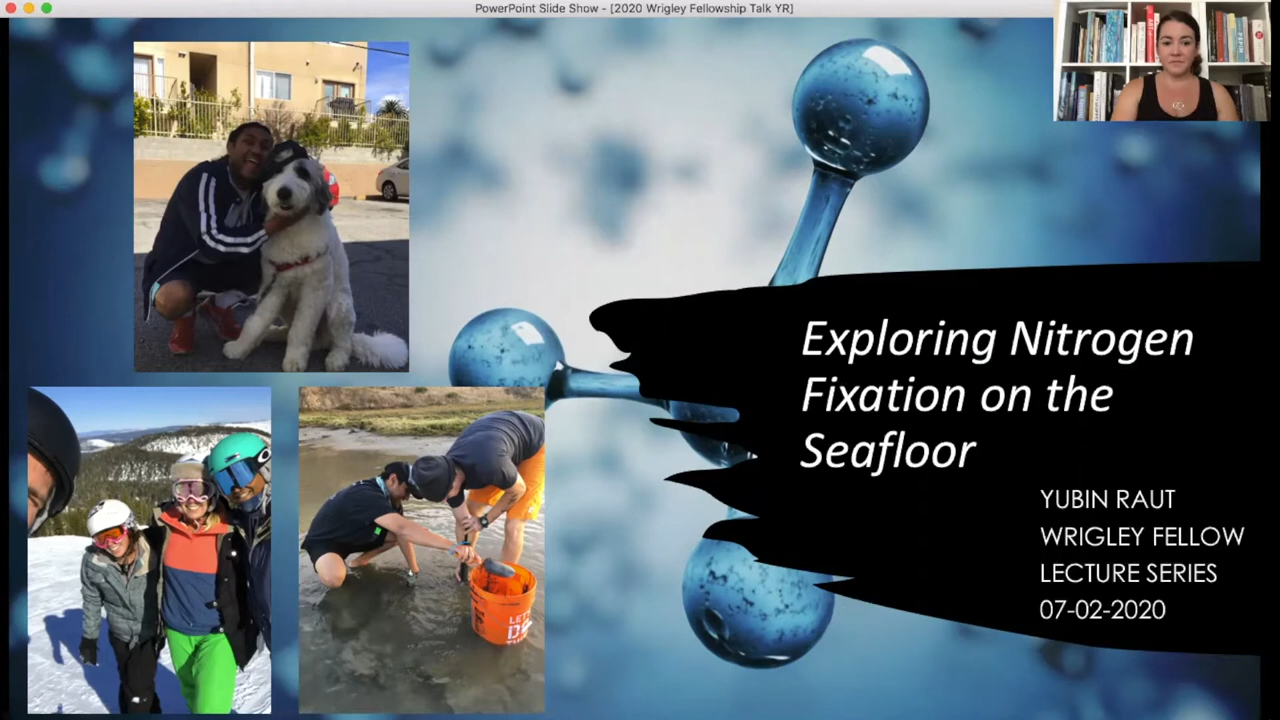 PowerPoint Slide Show - [2020 Wrigley Fellowship Talk YR]
Exploring Nitrogen
Fixation on the
Seafloor
YUBIN RAUT
WRIGLEY FELLOW
LECTURE SERIES
07-02-2020